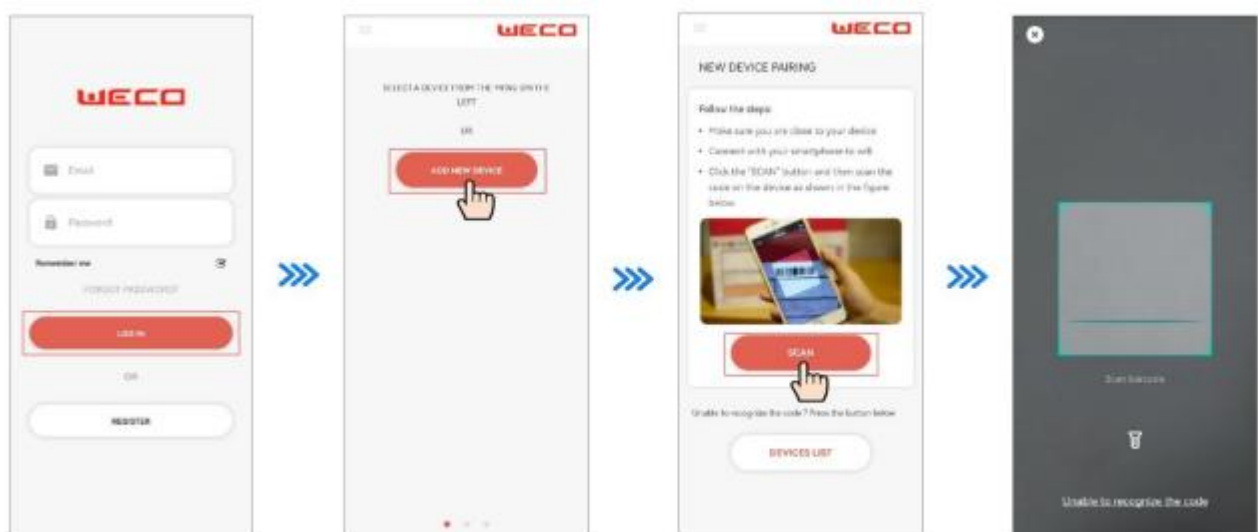 WECO
Email
Password
Remember me
FORGOT PASSWORD?
LOG IN
OR
REGISTER
WECO
SELECT A DEVICE FROM THE MENU ON THE
LEFT
OR
ADD NEW DEVICE
WECO
NEW DEVICE PAIRING
Follow the steps:
• Make sure you are close to your device
• Connect with your smartphone to wifi
• Click the "SCAN" button and then scan the
code on the device as shown in the figure
below
SCAN
Unable to recognize the code? Press the button below
DEVICES LIST
Scan barcode
Unable to recognize the code